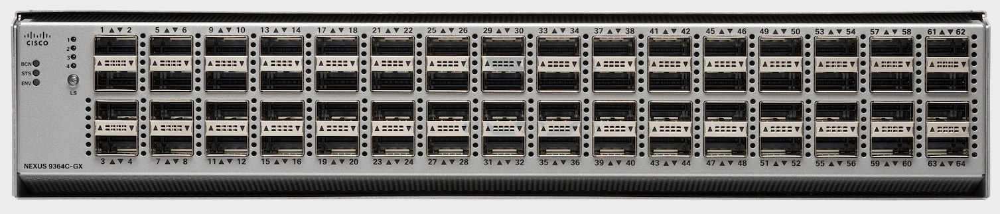 1 ▲▼ 2 5 ▲▼ 6 9 ▲▼ 10 13 ▲▼ 14 17 ▲▼ 18 21 ▲▼ 22 25 ▲▼ 26 29 ▲▼ 30 33 ▲▼ 34 37 ▲▼ 38 41 ▲▼ 42 45 ▲▼ 46 49 ▲▼ 50 53 ▲▼ 54 57 ▲▼ 58 61 ▲▼ 62
CISCO
1
2
3
4
BCN
STS
ENV
LS
3 ▲▼ 4 7 ▲▼ 8 11 ▲▼ 12 15 ▲▼ 16 19 ▲▼ 20 23 ▲▼ 24 27 ▲▼ 28 31 ▲▼ 32 35 ▲▼ 36 39 ▲▼ 40 43 ▲▼ 44 47 ▲▼ 48 51 ▲▼ 52 55 ▲▼ 56 59 ▲▼ 60 63 ▲▼ 64
NEXUS 9364C-GX